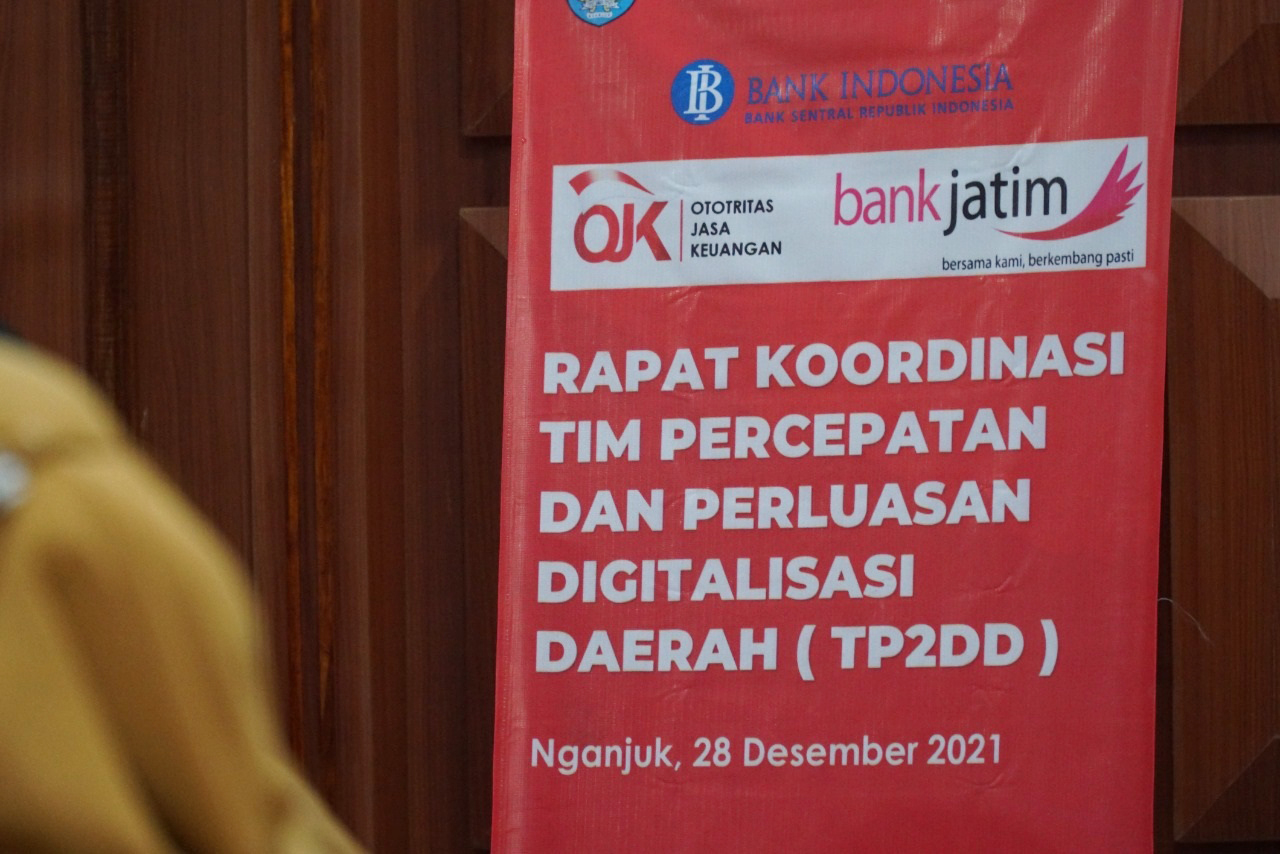 BANK INDONESIA
BANK SENTRAL REPUBLIK INDONESIA
OJK
OTOTRITAS
JASA
KEUANGAN
bankjatim
bersama kami, berkembang pasti
RAPAT KOORDINASI
TIM PERCEPATAN
DAN PERLUASAN
DIGITALISASI
DAERAH ( TP2DD )
Nganjuk, 28 Desember 2021